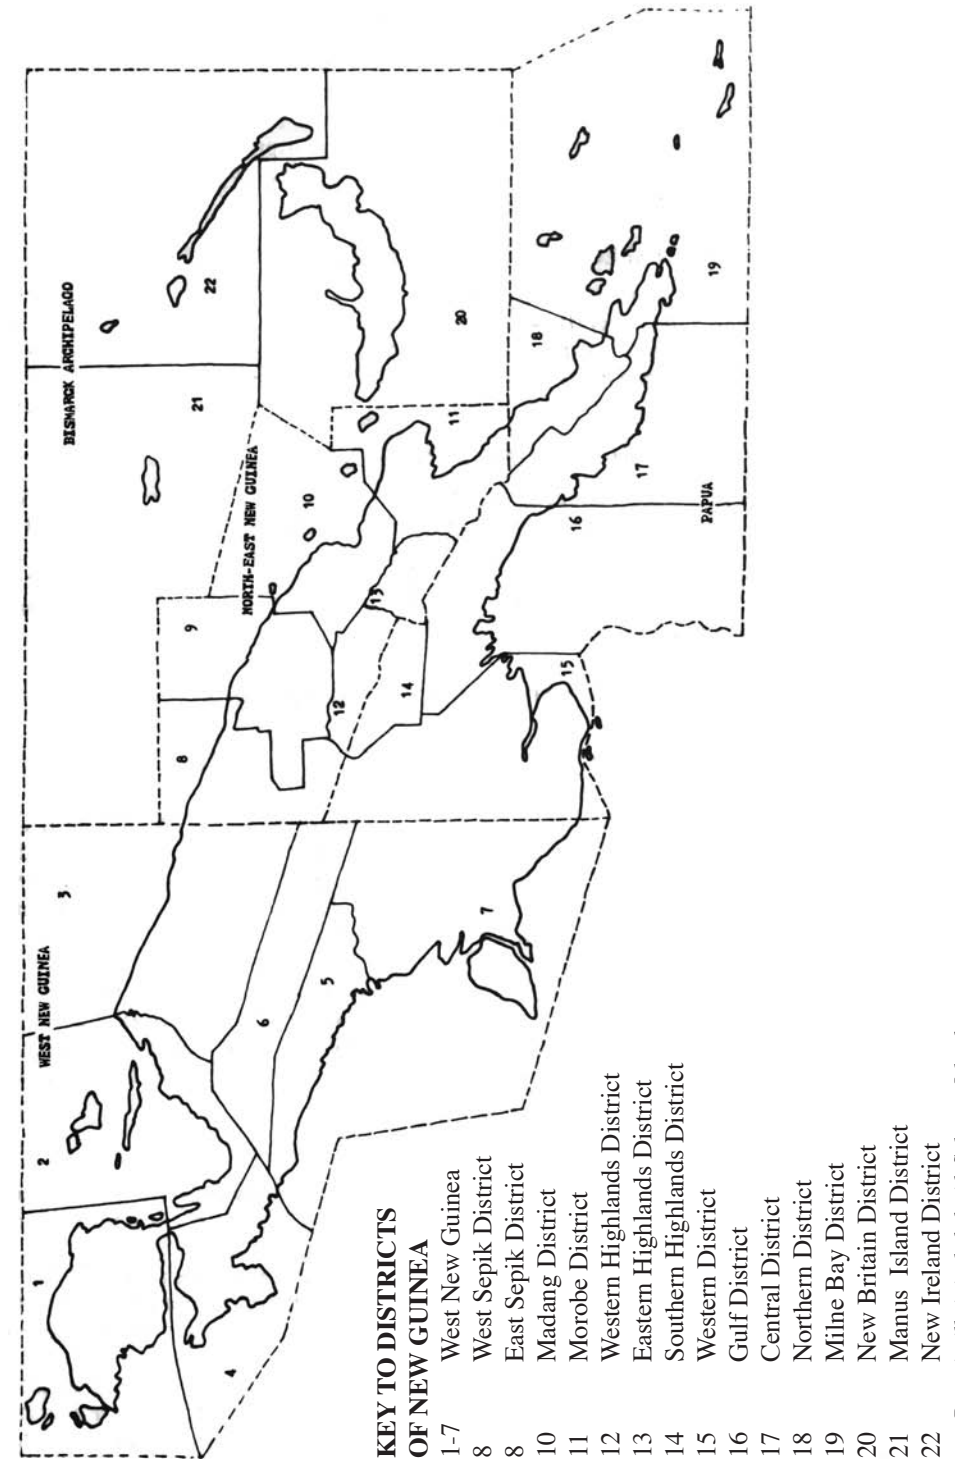 BISMARCK ARCHIPELAGO
WEST NEW GUINEA
NORTH-EAST NEW GUINEA
PAPUA
1
2
3
4
5
6
7
8
9
10
11
12
13
14
15
16
17
18
19
20
21
22
KEY TO DISTRICTS
OF NEW GUINEA
1-7 West New Guinea
8 West Sepik District
8 East Sepik District
10 Madang District
11 Morobe District
12 Western Highlands District
13 Eastern Highlands District
14 Southern Highlands District
15 Western District
16 Gulf District
17 Central District
18 Northern District
19 Milne Bay District
20 New Britain District
21 Manus Island District
22 New Ireland District